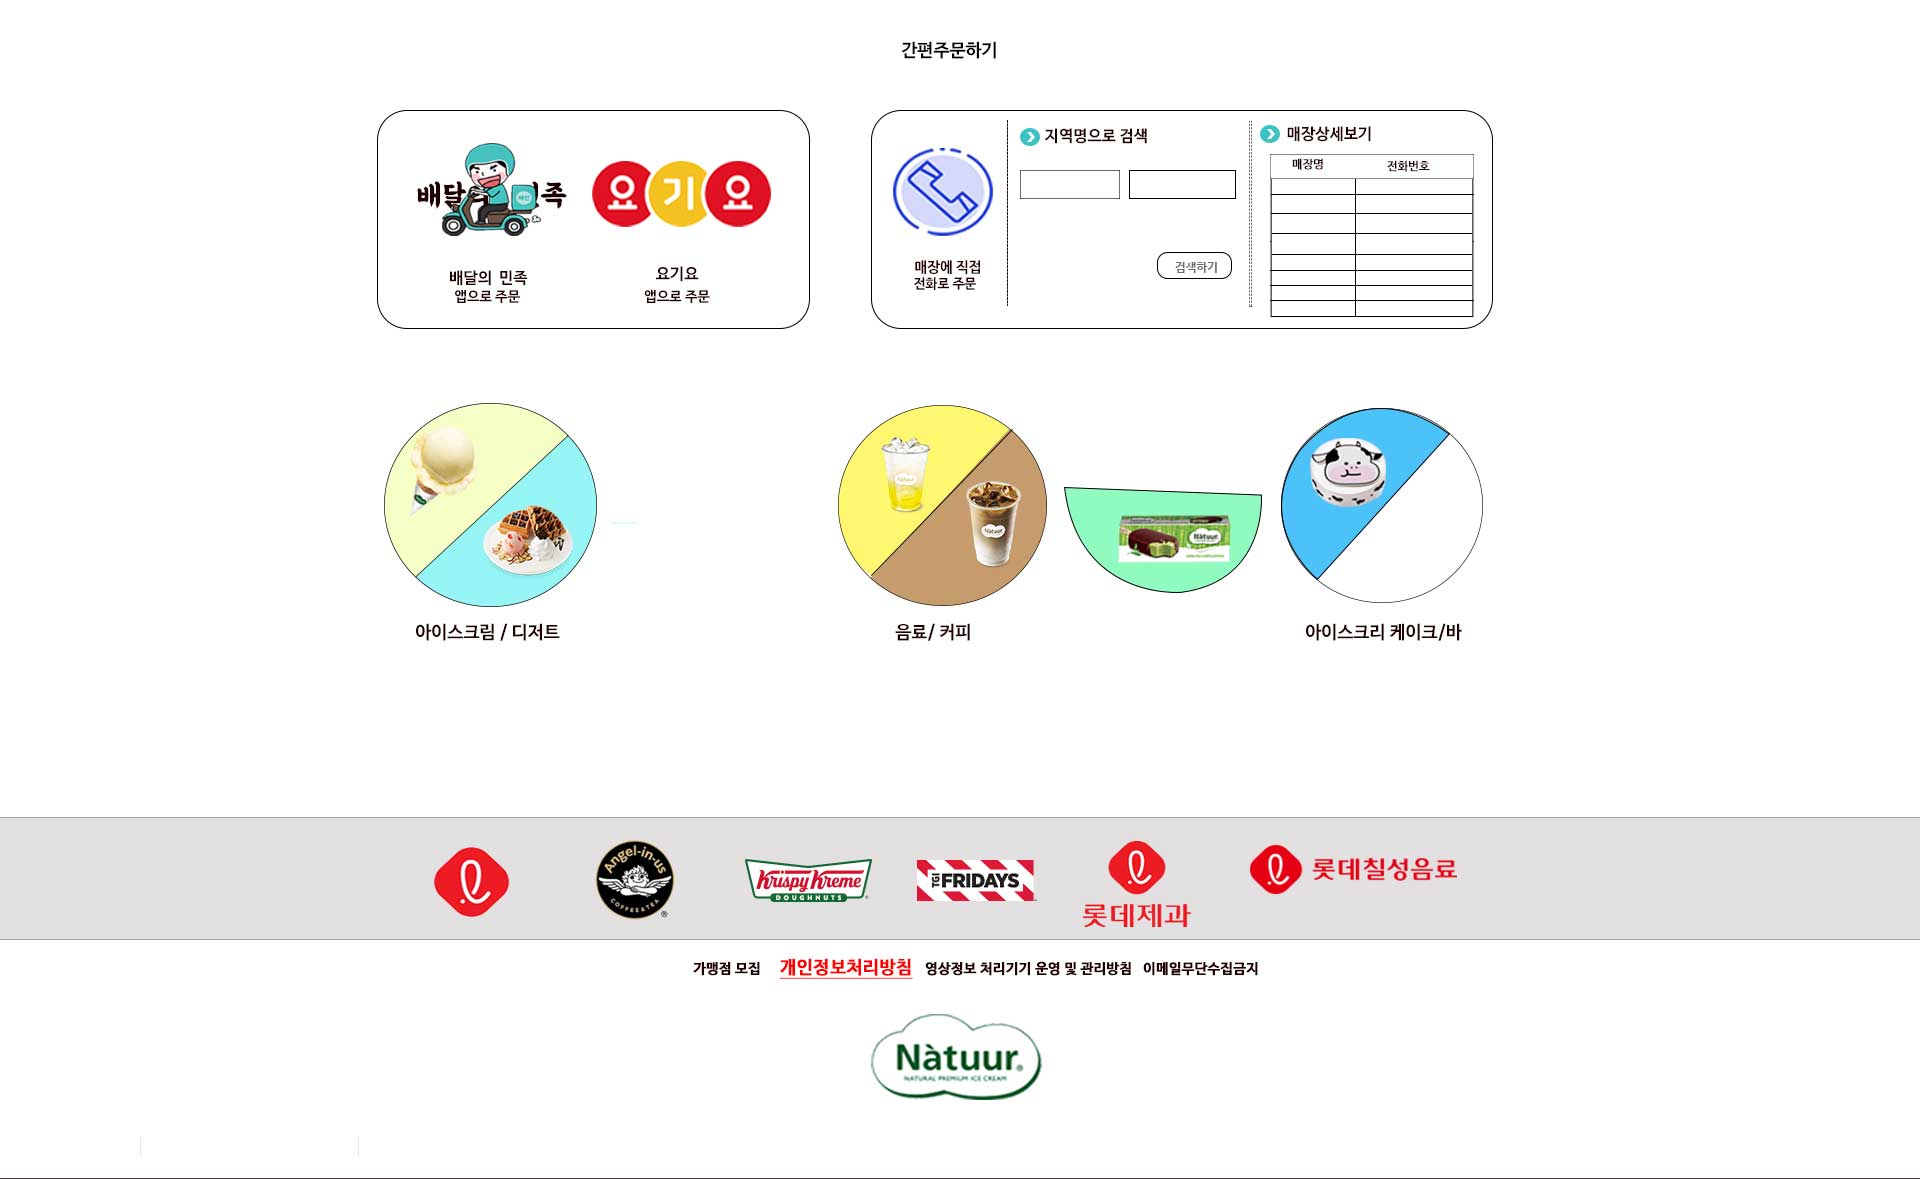 간편주문하기
배달 민족
요기요
배달의 민족
앱으로 주문
요기요
앱으로 주문
매장에 직접
전화로 주문
지역명으로 검색
검색하기
매장상세보기
매장명 전화번호
Natuur
Natuur
Nàtuur
아이스크림 / 디저트
음료/ 커피
아이스크리 케이크/바
Angel-in-us
COFFEE&TEA
®
Krispy Kreme
DOUGHNUTS
TGI FRIDAYS
롯데제과
롯데칠성음료
가맹점 모집 개인정보처리방침 영상정보 처리기기 운영 및 관리방침 이메일무단수집금지
Nàtuur®
NATURAL PREMIUM ICE CREAM